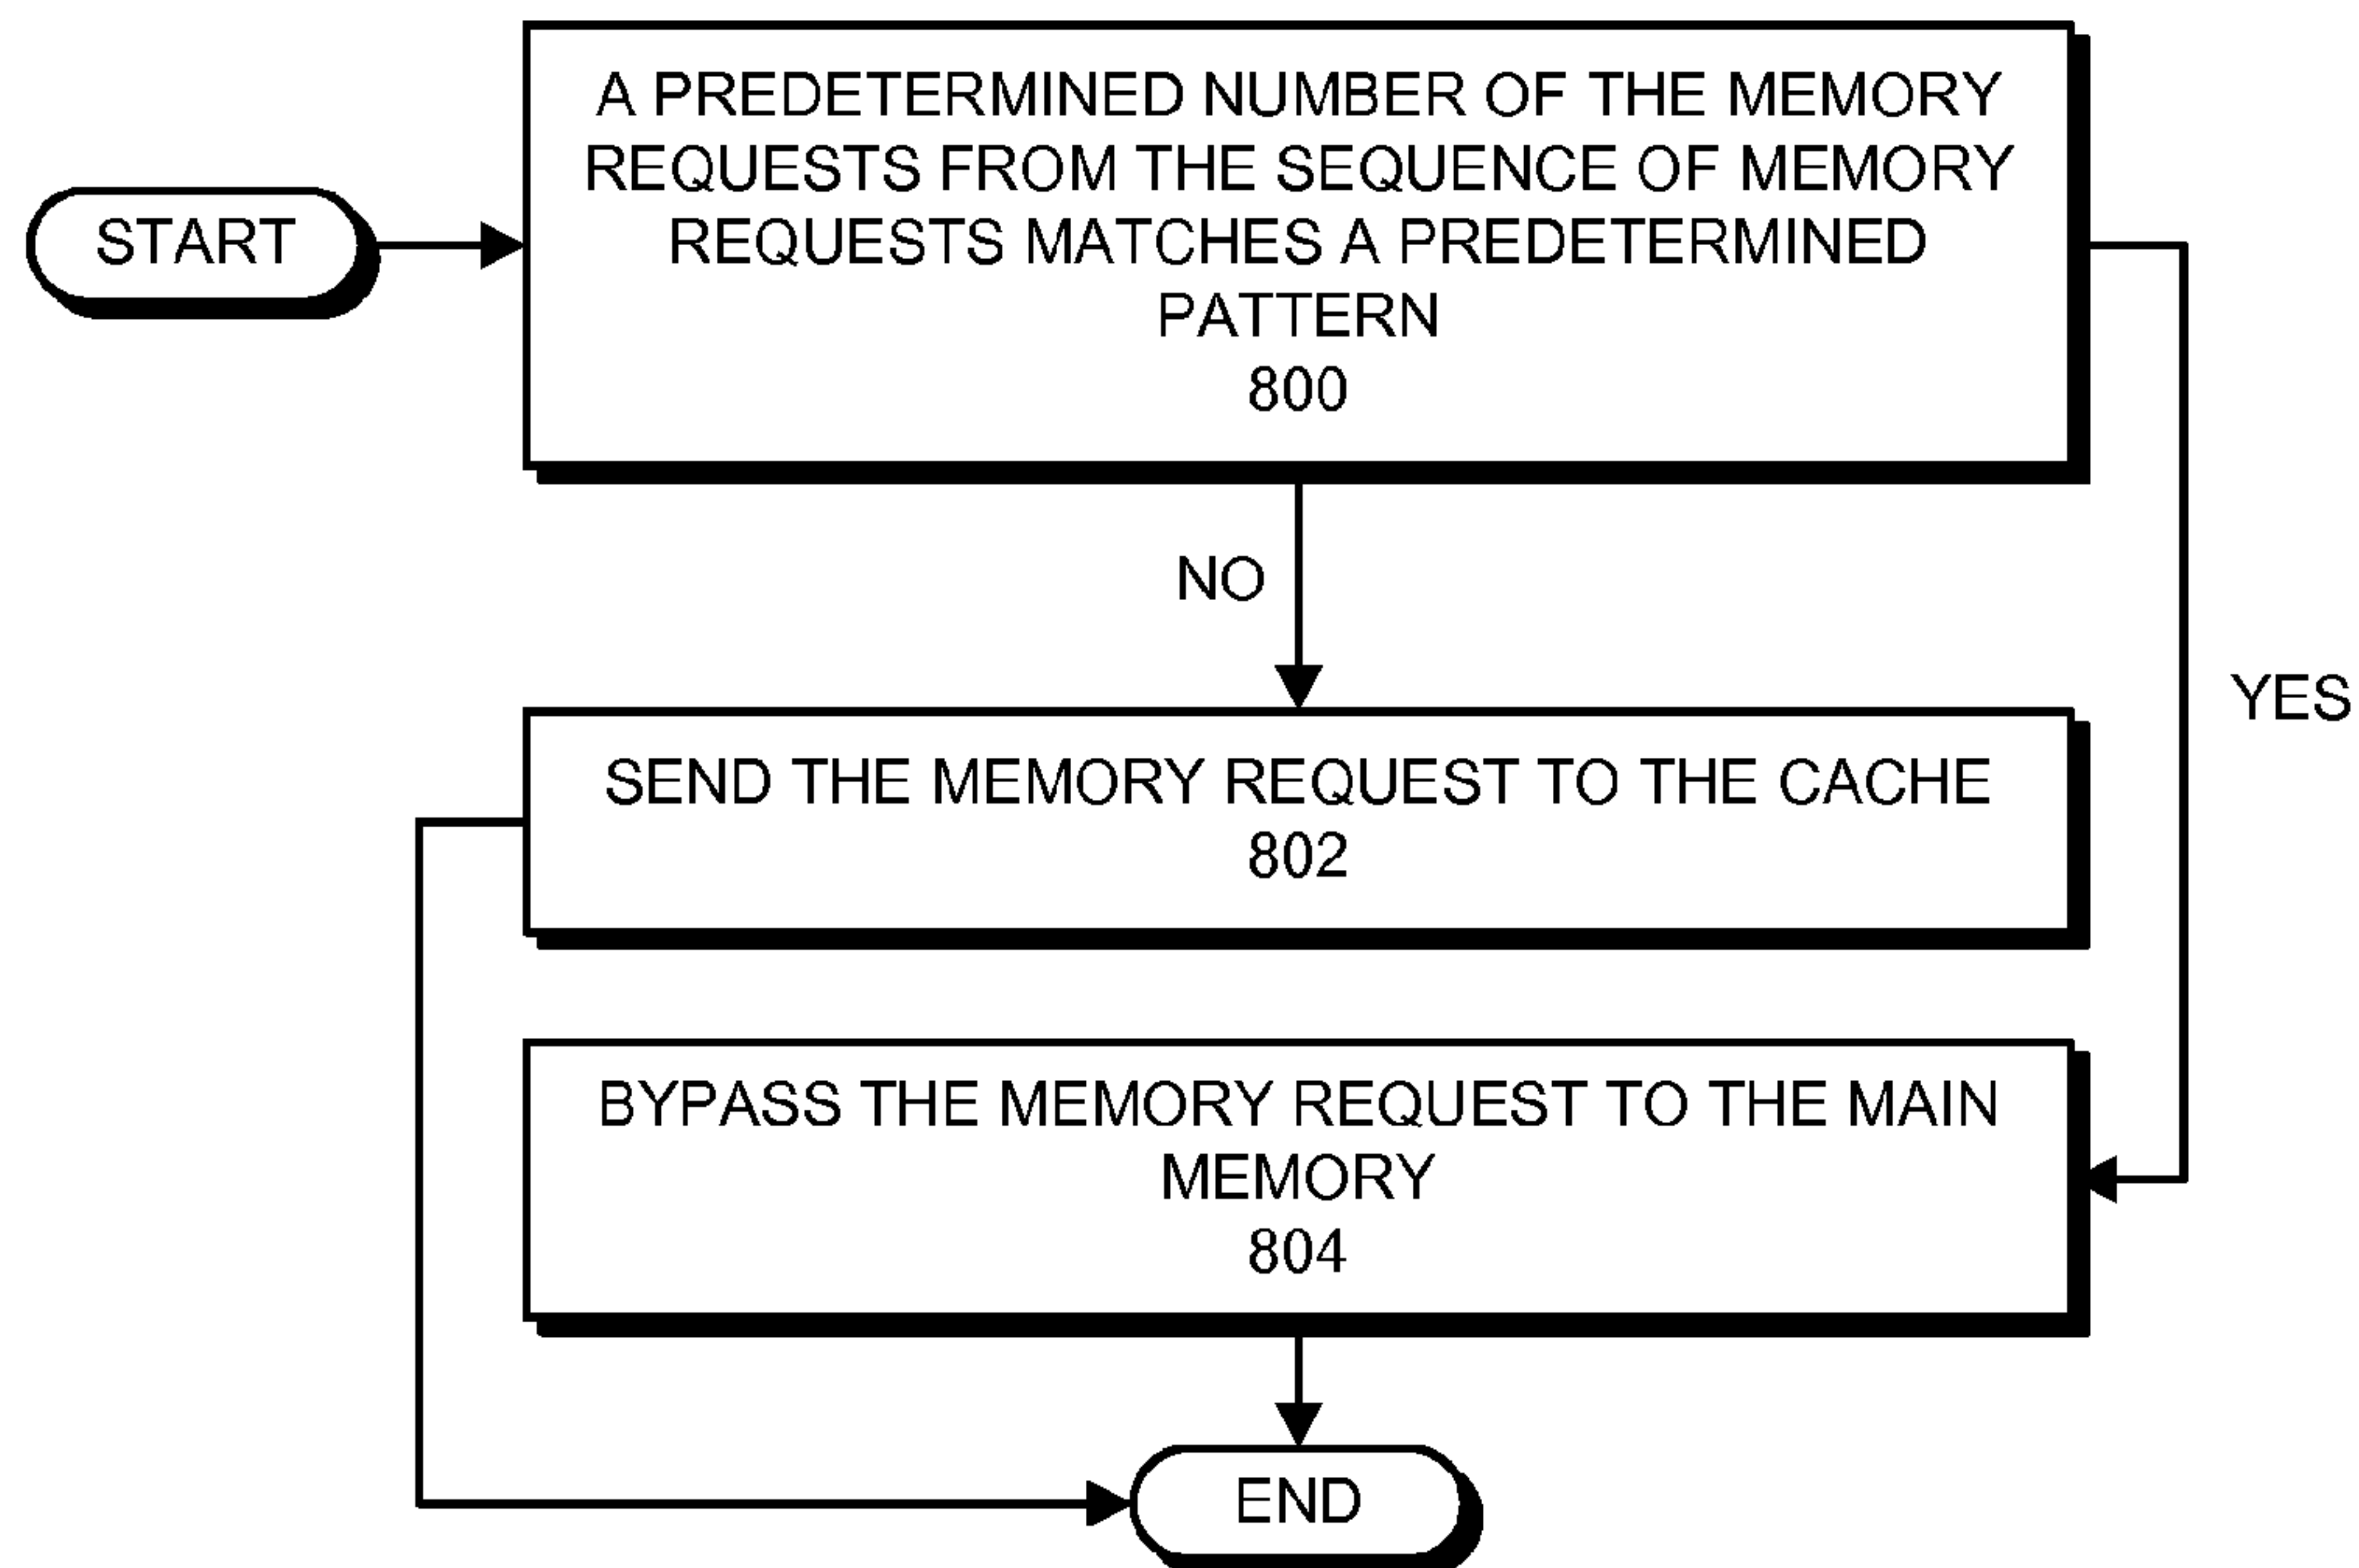 START
A PREDETERMINED NUMBER OF THE MEMORY
REQUESTS FROM THE SEQUENCE OF MEMORY
REQUESTS MATCHES A PREDETERMINED
PATTERN
800
NO
YES
SEND THE MEMORY REQUEST TO THE CACHE
802
BYPASS THE MEMORY REQUEST TO THE MAIN
MEMORY
804
END